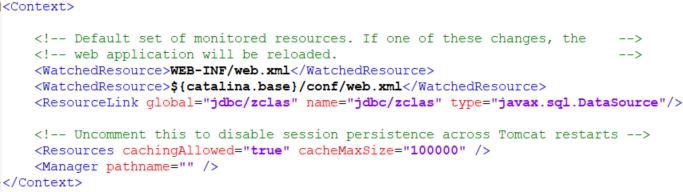 <Context>
<!-- Default set of monitored resources. If one of these changes, the -->
<!-- web application will be reloaded. -->
<WatchedResource>WEB-INF/web.xml</WatchedResource>
<WatchedResource>${catalina.base}/conf/web.xml</WatchedResource>
<ResourceLink global="jdbc/zclas" name="jdbc/zclas" type="javax.sql.DataSource"/>
<!-- Uncomment this to disable session persistence across Tomcat restarts -->
<Resources cachingAllowed="true" cacheMaxSize="100000" />
<Manager pathname="" />
</Context>